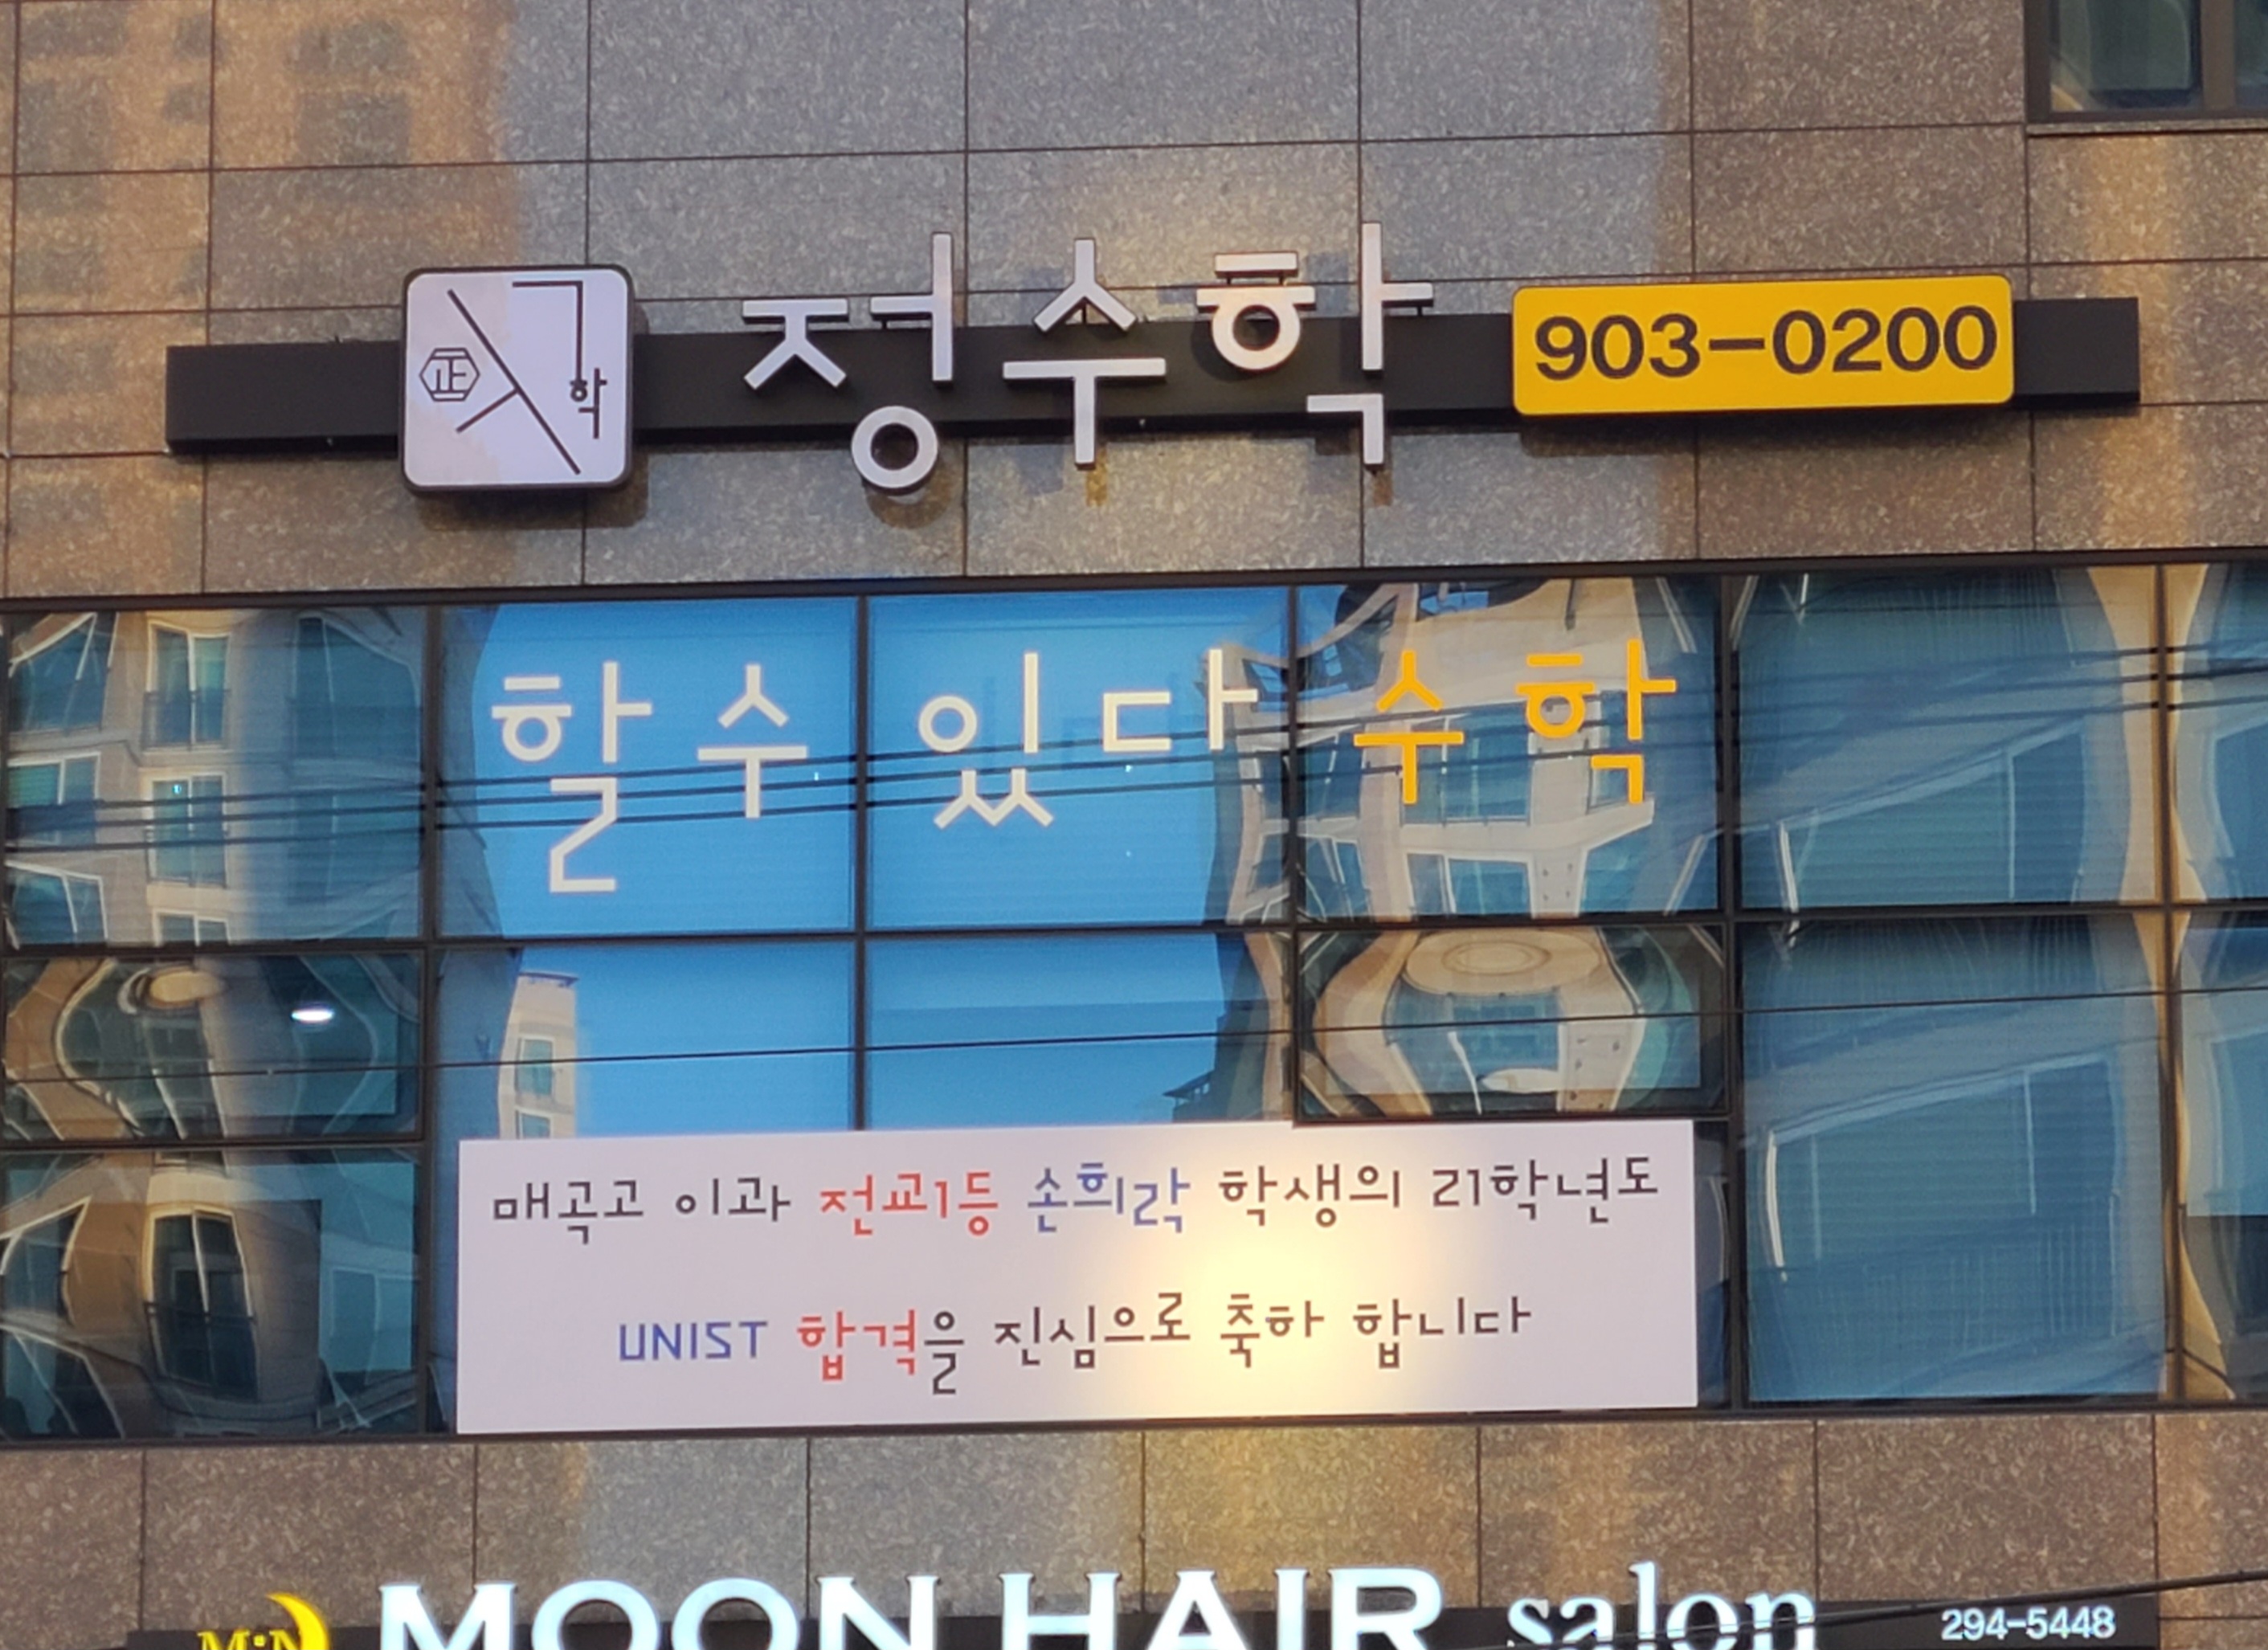 正 수 학
정수학
903-0200
할 수 있다 수학
매곡고 이과 전교1등 손희락 학생의 21학년도
UNIST 합격을 진심으로 축하 합니다
MOON HAIR salon
294-5448